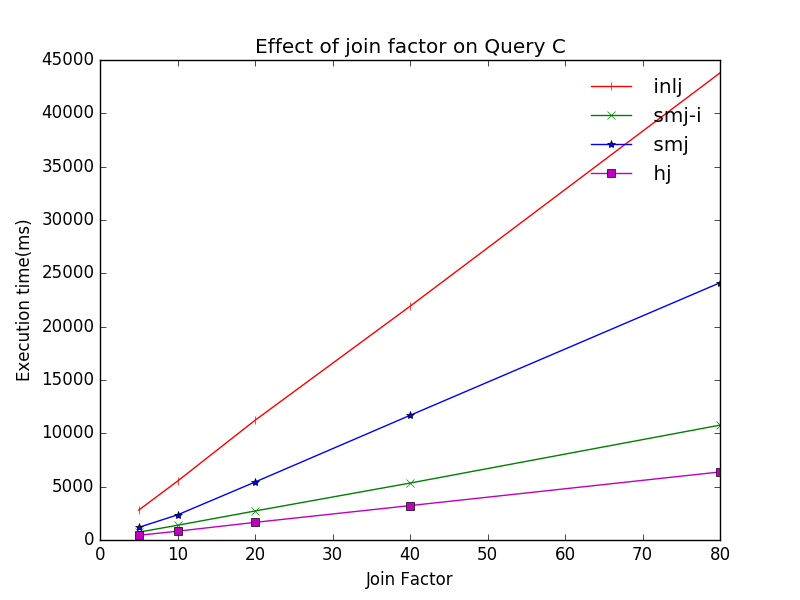 Effect of join factor on Query C
45000
40000
35000
30000
25000
20000
15000
10000
5000
0
Execution time(ms)
inlj
smj-i
smj
hj
0 10 20 30 40 50 60 70 80
Join Factor